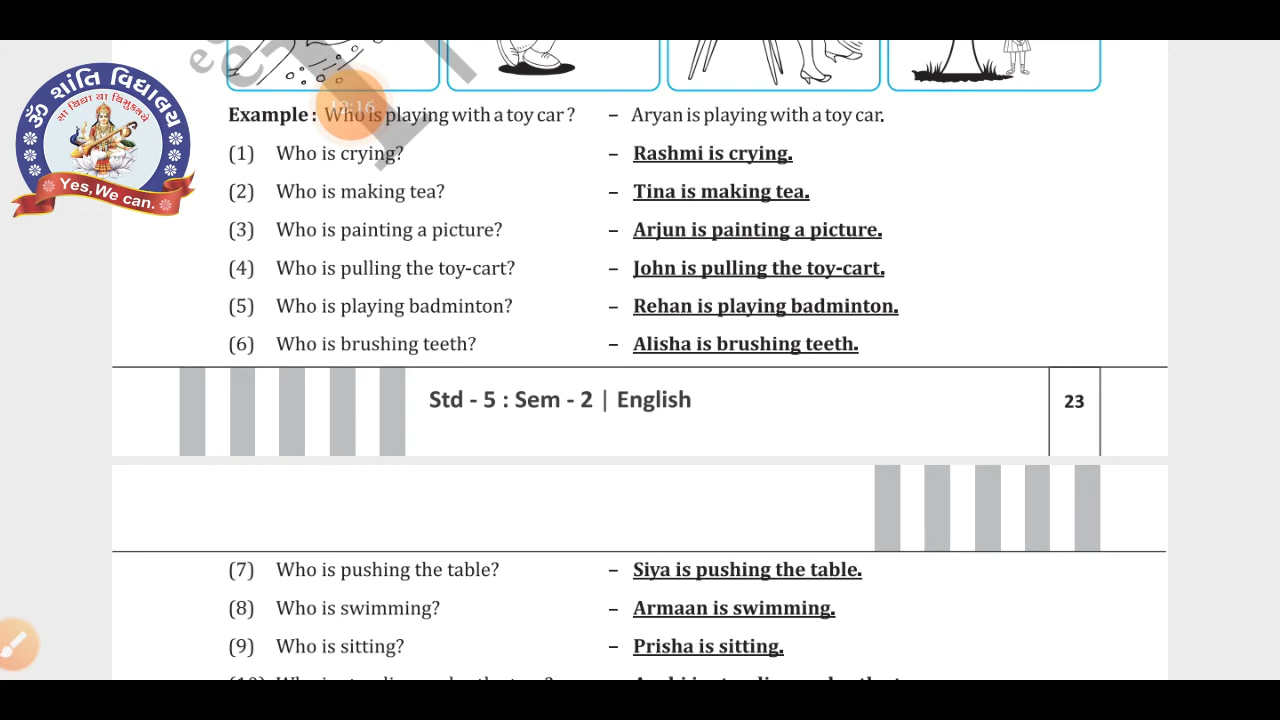 ૐ શાંતિ વિદ્યાલય
સા વિદ્યા યા વિમુક્તયે
Yes, We can.
12:16
Example : Who is playing with a toy car ? – Aryan is playing with a toy car.
(1) Who is crying? – Rashmi is crying.
(2) Who is making tea? – Tina is making tea.
(3) Who is painting a picture? – Arjun is painting a picture.
(4) Who is pulling the toy-cart? – John is pulling the toy-cart.
(5) Who is playing badminton? – Rehan is playing badminton.
(6) Who is brushing teeth? – Alisha is brushing teeth.
Std - 5 : Sem - 2 | English 23
(7) Who is pushing the table? – Siya is pushing the table.
(8) Who is swimming? – Armaan is swimming.
(9) Who is sitting? – Prisha is sitting.